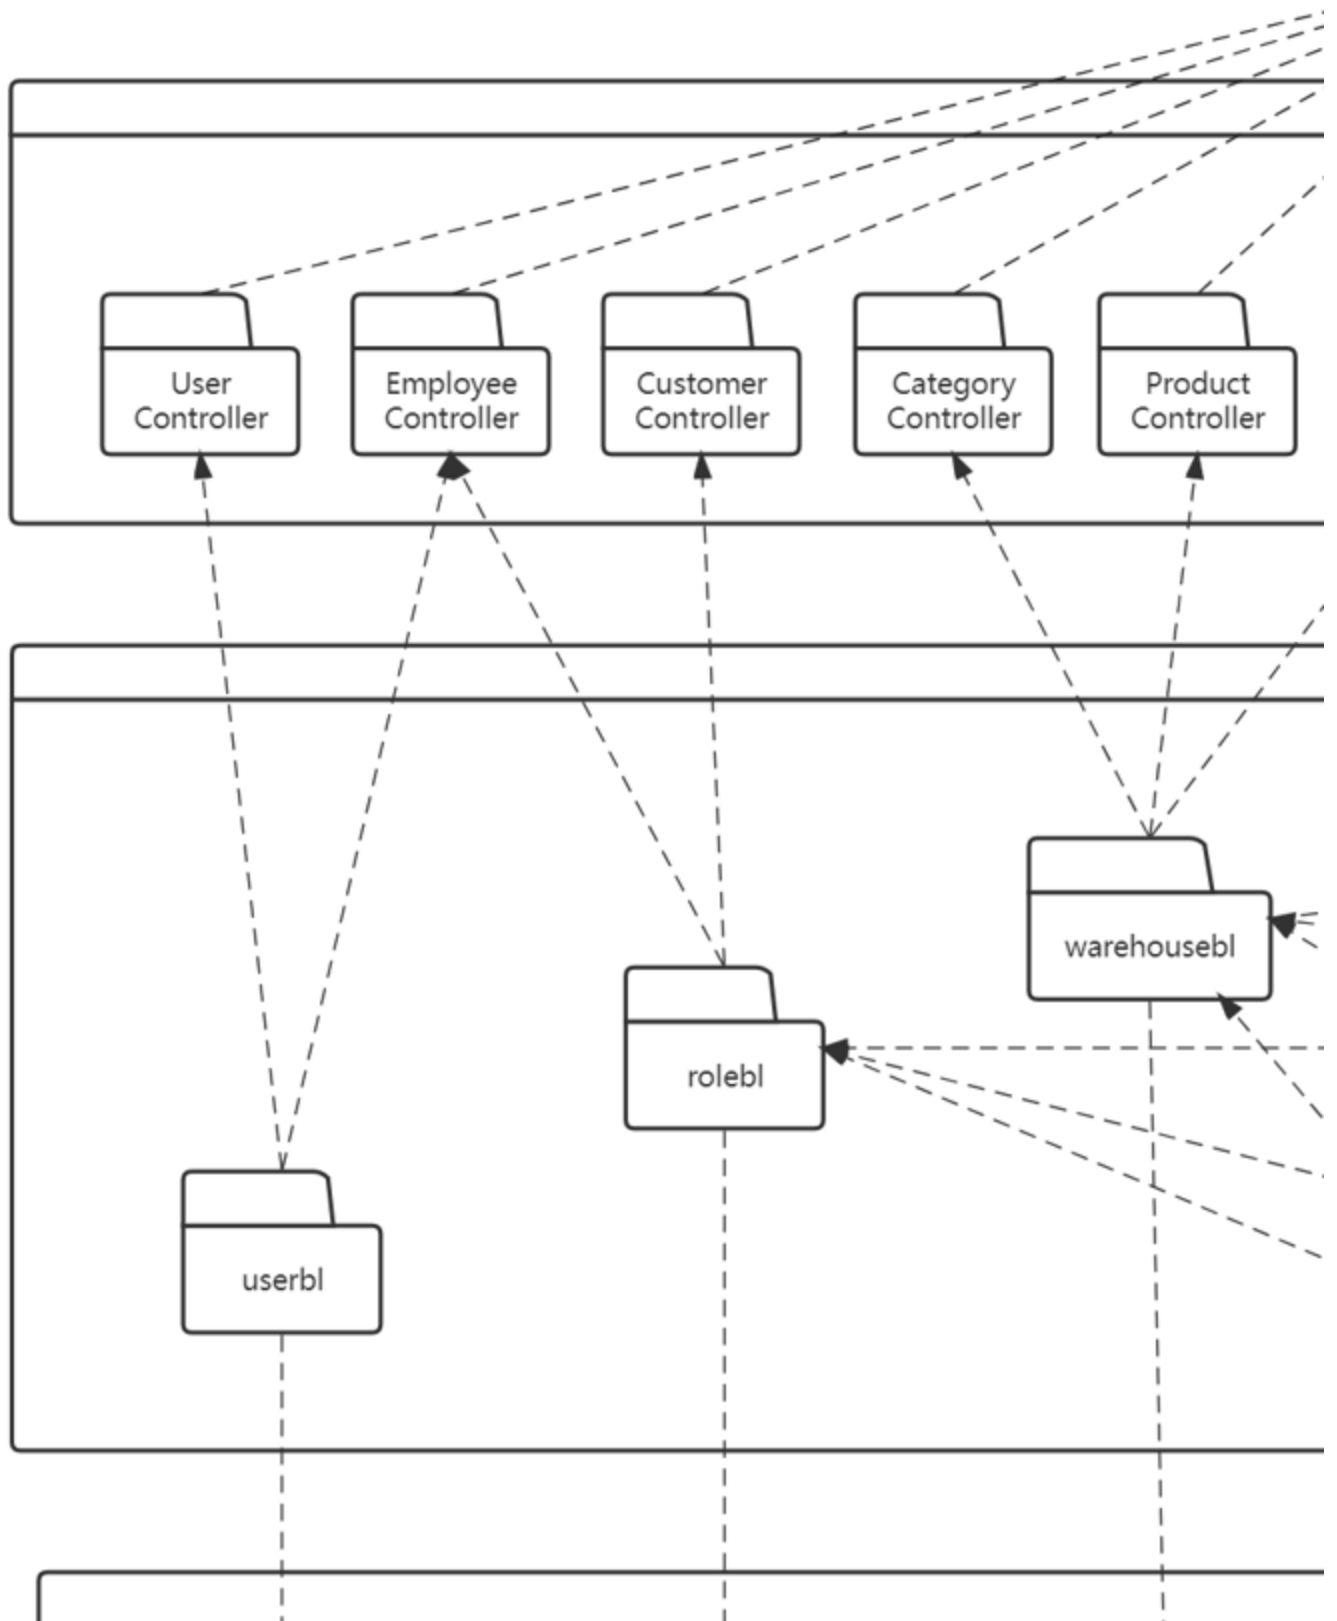 User
Controller
Employee
Controller
Customer
Controller
Category
Controller
Product
Controller
warehousebl
rolebl
userbl